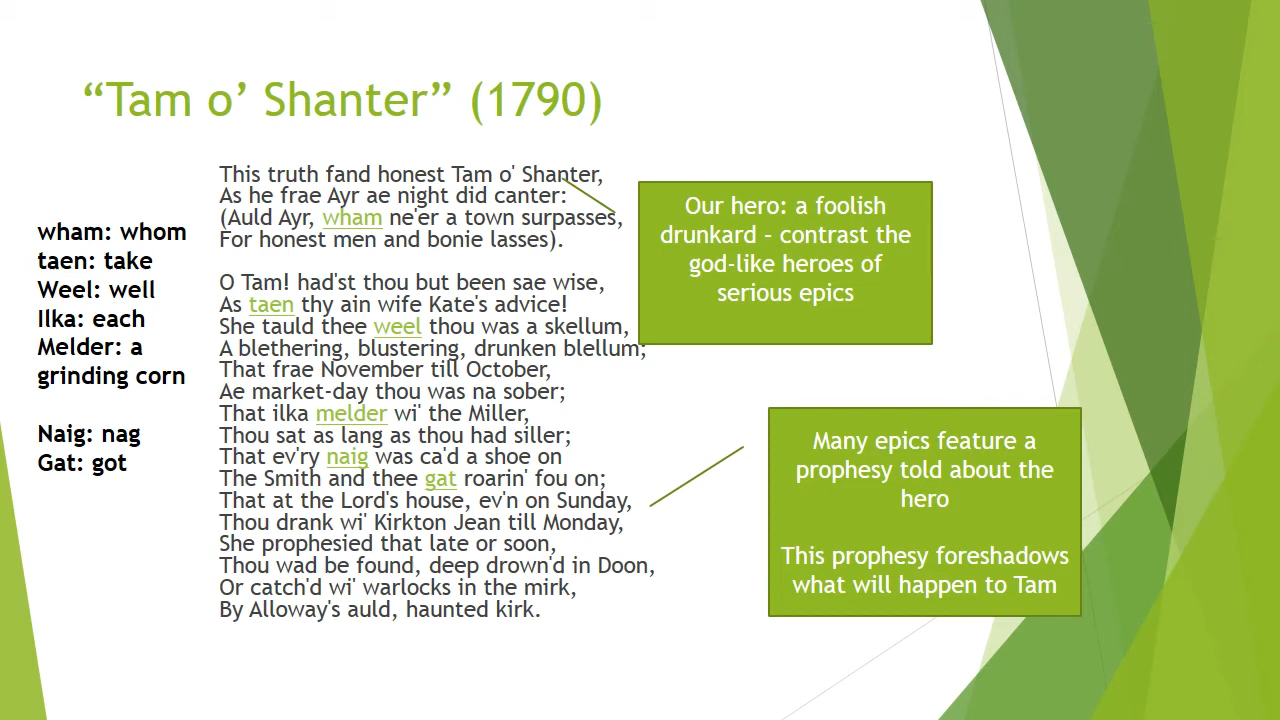 “Tam o’ Shanter” (1790)
wham: whom
taen: take
Weel: well
Ilka: each
Melder: a
grinding corn
Naig: nag
Gat: got
This truth fand honest Tam o' Shanter,
As he frae Ayr ae night did canter:
(Auld Ayr, wham ne'er a town surpasses,
For honest men and bonie lasses).
O Tam! had'st thou but been sae wise,
As taen thy ain wife Kate's advice!
She tauld thee weel thou was a skellum,
A blethering, blustering, drunken blellum;
That frae November till October,
Ae market-day thou was na sober;
That ilka melder wi' the Miller,
Thou sat as lang as thou had siller;
That ev'ry naig was ca'd a shoe on
The Smith and thee gat roarin' fou on;
That at the Lord's house, ev'n on Sunday,
Thou drank wi' Kirkton Jean till Monday,
She prophesied that late or soon,
Thou wad be found, deep drown'd in Doon,
Or catch'd wi' warlocks in the mirk,
By Alloway's auld, haunted kirk.
Our hero: a foolish
drunkard – contrast the
god-like heroes of
serious epics
Many epics feature a
prophesy told about the
hero
This prophesy foreshadows
what will happen to Tam